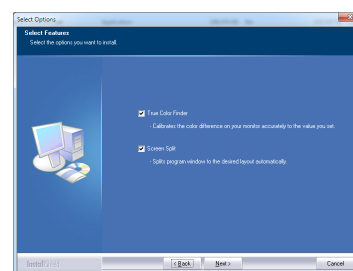 Select Options
Select Features
Select the options you want to install.
True Color Finder
- Calibrates the color difference on your monitor accurately to the value you set.
Screen Split
- Splits program window to the desired layout automatically.
InstallShield
< Back
Next >
Cancel